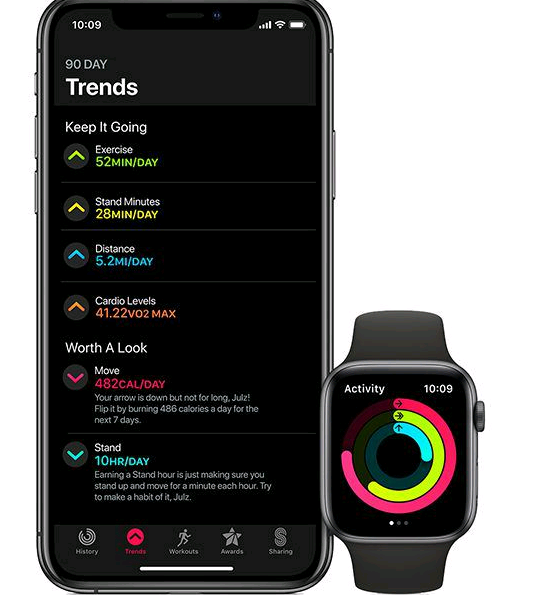 10:09
90 DAY
Trends
Keep It Going
Exercise
52MIN/DAY
Stand Minutes
28MIN/DAY
Distance
5.2MI/DAY
Cardio Levels
41.22VO2 MAX
Worth A Look
Move
482CAL/DAY
Your arrow is down but not for long, Julz!
Flip it by burning 486 calories a day for the
next 7 days.
Stand
10HR/DAY
Earning a Stand hour is just making sure you
stand up and move for a minute each hour. Try
to make a habit of it, Julz.
History
Trends
Workouts
Awards
Sharing
Activity
10:09